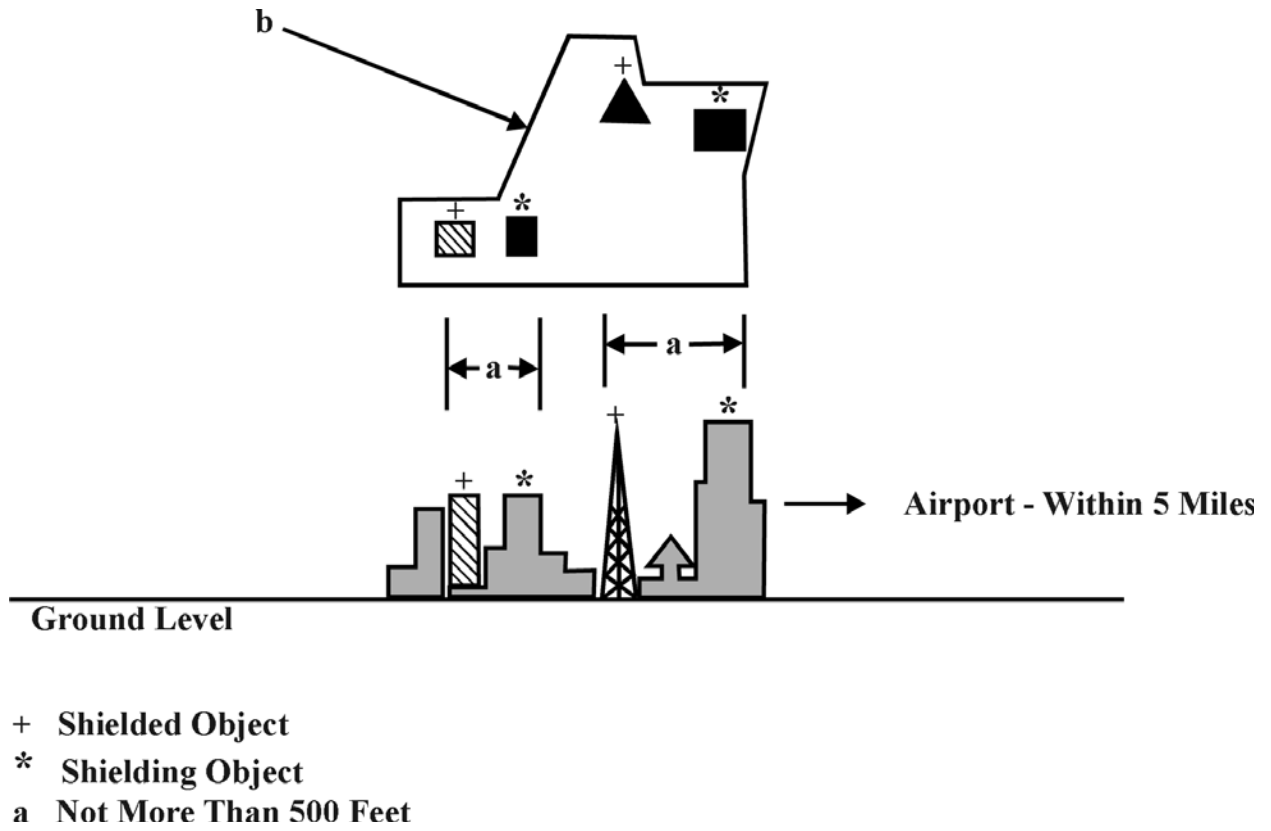 b
+
*
+
*
a
a
+
*
+
*
Airport - Within 5 Miles
Ground Level
+ Shielded Object
* Shielding Object
a Not More Than 500 Feet